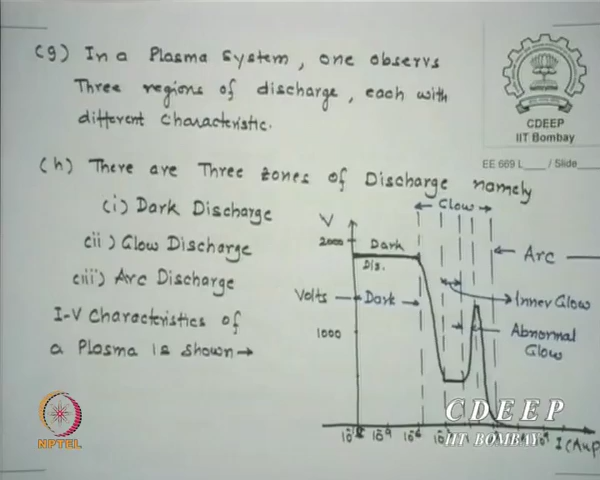 (g) In a Plasma System, one observs
Three regions of discharge, each with
different Characteristic.
CDEEP
IIT Bombay
EE 669 L____ / Slide____
(h) There are Three zones of Discharge namely
(i) Dark Discharge
(ii) Glow Discharge
(iii) Arc Discharge
I-V Characteristics of
a Plasma is shown →
Glow
V
2000
Dark
Dis.
Arc
Volts
Dark
Inner Glow
1000
Abnormal
Glow
I (Amp
NPTEL
CDEEP
IIT BOMBAY